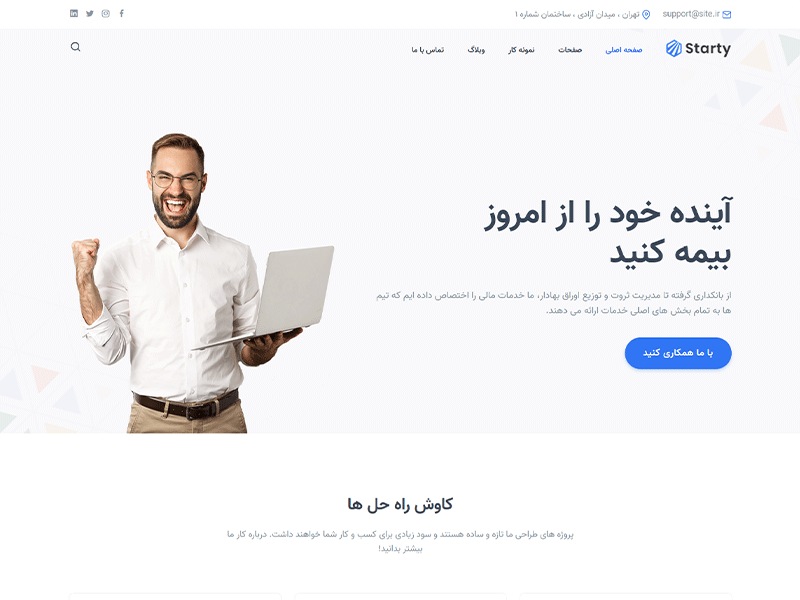 support@site.ir
تهران ، میدان آزادی ، ساختمان شماره ۱
Starty
صفحه اصلی
صفحات
نمونه کار
وبلاگ
تماس با ما
آینده خود را از امروز
بیمه کنید
از بانکداری گرفته تا مدیریت ثروت و توزیع اوراق بهادار، ما خدمات مالی را اختصاص داده ایم که تیم
ها به تمام بخش های اصلی خدمات ارائه می دهند.
با ما همکاری کنید
کاوش راه حل ها
پروژه های طراحی ما تازه و ساده هستند و سود زیادی برای کسب و کار شما خواهند داشت. درباره کار ما
بیشتر بدانید!